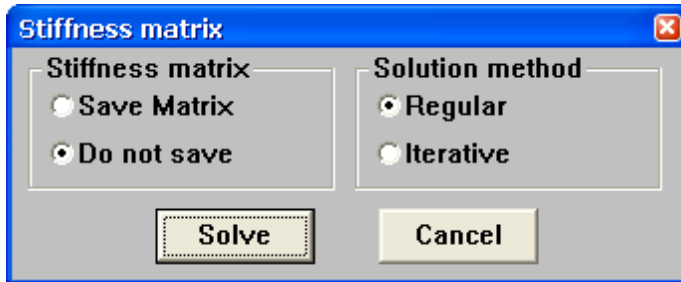 Stiffness matrix
Stiffness matrix
Save Matrix
Do not save
Solution method
Regular
Iterative
Solve
Cancel